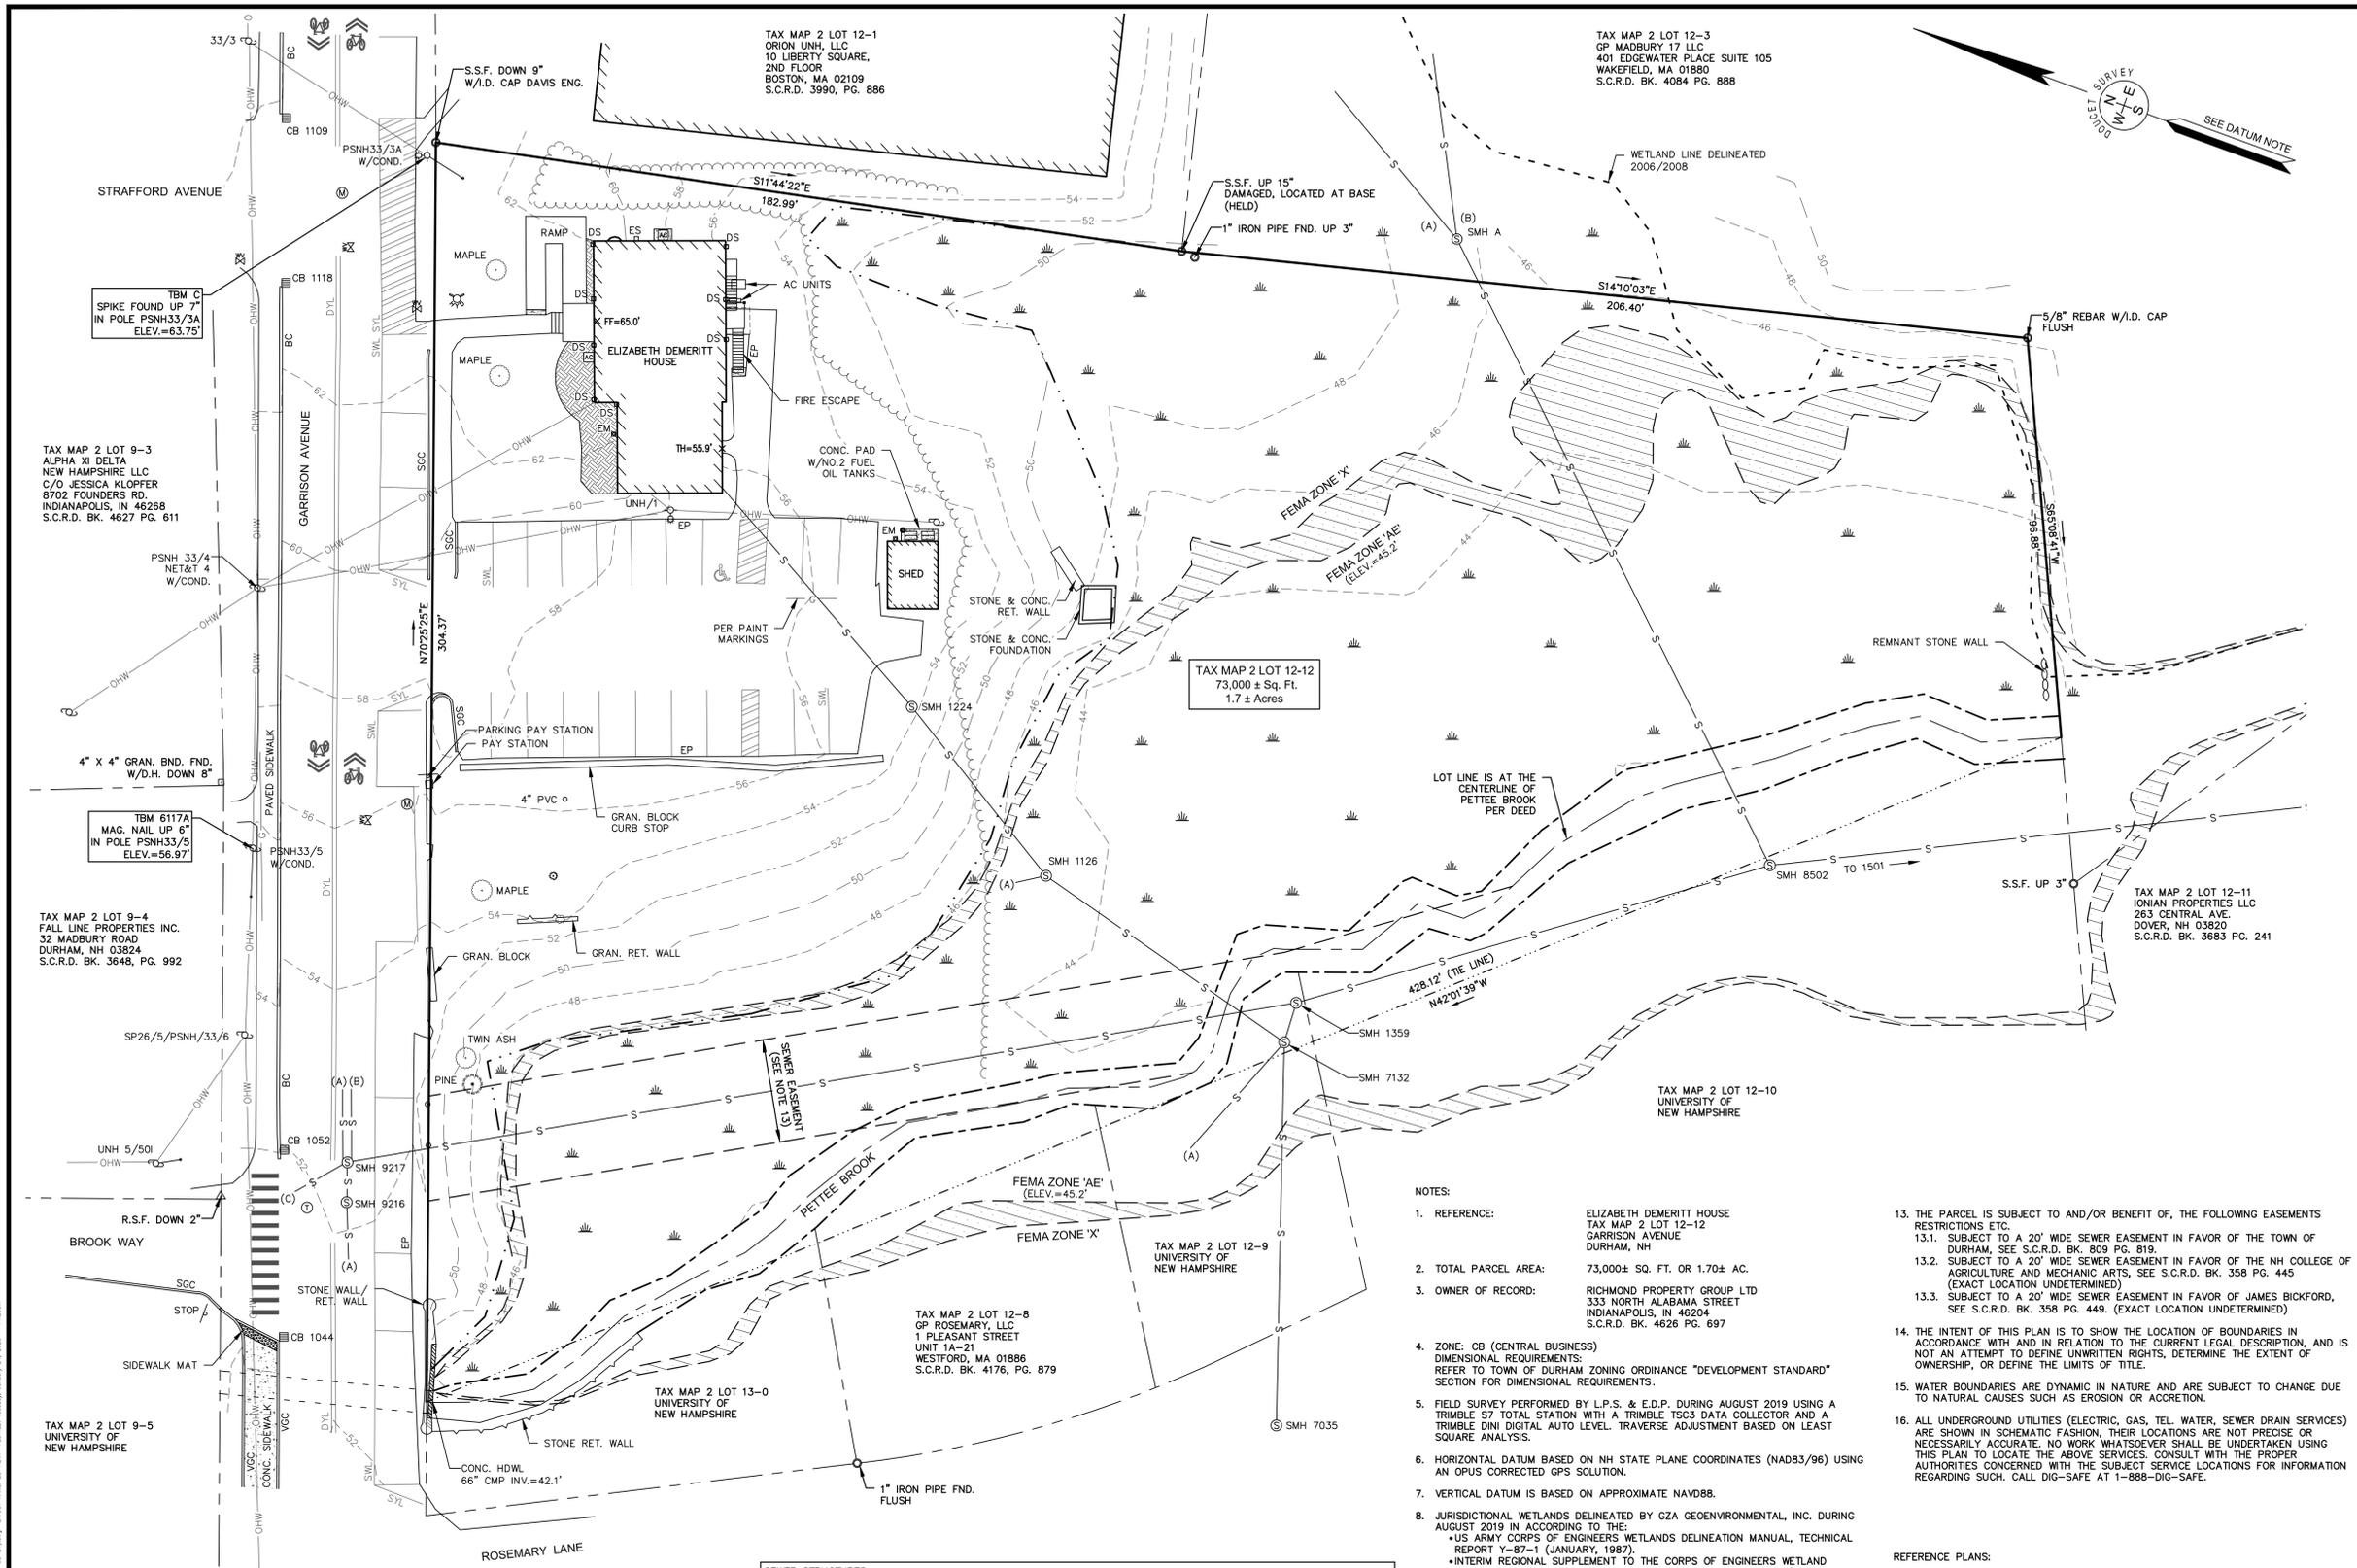 TAX MAP 2 LOT 12-1
ORION UNH, LLC
10 LIBERTY SQUARE,
2ND FLOOR
BOSTON, MA 02109
S.C.R.D. 3990, PG. 886
TAX MAP 2 LOT 12-3
GP MADBURY 17 LLC
401 EDGEWATER PLACE SUITE 105
WAKEFIELD, MA 01880
S.C.R.D. BK. 4084 PG. 888
DOUCET SURVEY
N
E
S
W
SEE DATUM NOTE
33/3
BC
OHW
S.S.F. DOWN 9"
W/I.D. CAP DAVIS ENG.
CB 1109
PSNH33/3A
W/COND.
STRAFFORD AVENUE
WETLAND LINE DELINEATED
2006/2008
S11°44'22"E
182.99'
S.S.F. UP 15"
DAMAGED, LOCATED AT BASE
(HELD)
1" IRON PIPE FND. UP 3"
(A)
(B)
SMH A
S14°10'03"E
206.40'
5/8" REBAR W/I.D. CAP
FLUSH
RAMP
DS
ES
AC
DS
MAPLE
AC UNITS
CB 1118
TBM C
SPIKE FOUND UP 7"
IN POLE PSNH33/3A
ELEV.=63.75'
DYL
SWL
SYL
DS
DS
FF=65.0'
ELIZABETH DEMERITT
HOUSE
EP
MAPLE
FIRE ESCAPE
DS
DS
EM
TH=55.9'
TAX MAP 2 LOT 9-3
ALPHA XI DELTA
NEW HAMPSHIRE LLC
C/O JESSICA KLOPFER
8702 FOUNDERS RD.
INDIANAPOLIS, IN 46268
S.C.R.D. BK. 4627 PG. 611
GARRISON AVENUE
SGC
CONC. PAD
W/NO.2 FUEL
OIL TANKS
UNH/1
EP
EM
SHED
FEMA ZONE 'X'
FEMA ZONE 'AE'
(ELEV.=45.2'
S65°08'41"W
96.88'
PSNH 33/4
NET&T 4
W/COND.
STONE & CONC.
RET. WALL
STONE & CONC.
FOUNDATION
PER PAINT
MARKINGS
REMNANT STONE WALL
N70°25'25"E
304.37'
TAX MAP 2 LOT 12-12
73,000 ± Sq. Ft.
1.7 ± Acres
SMH 1224
PARKING PAY STATION
PAY STATION
EP
4" X 4" GRAN. BND. FND.
W/D.H. DOWN 8"
PAVED SIDEWALK
4" PVC
GRAN. BLOCK
CURB STOP
LOT LINE IS AT THE
CENTERLINE OF
PETTEE BROOK
PER DEED
TBM 6117A
MAG. NAIL UP 6"
IN POLE PSNH33/5
ELEV.=56.97'
PSNH33/5
W/COND.
SMH 1126
(A)
SMH 8502
TO 1501
S.S.F. UP 3"
MAPLE
TAX MAP 2 LOT 12-11
IONIAN PROPERTIES LLC
263 CENTRAL AVE.
DOVER, NH 03820
S.C.R.D. BK. 3683 PG. 241
TAX MAP 2 LOT 9-4
FALL LINE PROPERTIES INC.
32 MADBURY ROAD
DURHAM, NH 03824
S.C.R.D. BK. 3648, PG. 992
GRAN. BLOCK
GRAN. RET. WALL
428.12' (TIE LINE)
N42°01'39"W
SP26/5/PSNH/33/6
TWIN ASH
PINE
SEWER EASEMENT
(SEE NOTE 13)
SMH 1359
SMH 7132
(A)(B)
CB 1052
UNH 5/50I
SMH 9217
SMH 9216
(C)
(A)
(A)
R.S.F. DOWN 2"
BROOK WAY
PETTEE BROOK
FEMA ZONE 'AE'
(ELEV.=45.2'
FEMA ZONE 'X'
TAX MAP 2 LOT 12-10
UNIVERSITY OF
NEW HAMPSHIRE
TAX MAP 2 LOT 12-9
UNIVERSITY OF
NEW HAMPSHIRE
SGC
STOP
STONE WALL/
RET. WALL
CB 1044
SIDEWALK MAT
TAX MAP 2 LOT 12-8
GP ROSEMARY, LLC
1 PLEASANT STREET
UNIT 1A-21
WESTFORD, MA 01886
S.C.R.D. BK. 4176, PG. 879
TAX MAP 2 LOT 13-0
UNIVERSITY OF
NEW HAMPSHIRE
TAX MAP 2 LOT 9-5
UNIVERSITY OF
NEW HAMPSHIRE
VGC
CONC. SIDEWALK
VGC
STONE RET. WALL
CONC. HDWL
66" CMP INV.=42.1'
SMH 7035
1" IRON PIPE FND.
FLUSH
ROSEMARY LANE
NOTES:
1. REFERENCE: ELIZABETH DEMERITT HOUSE
TAX MAP 2 LOT 12-12
GARRISON AVENUE
DURHAM, NH
2. TOTAL PARCEL AREA: 73,000± SQ. FT. OR 1.70± AC.
3. OWNER OF RECORD: RICHMOND PROPERTY GROUP LTD
333 NORTH ALABAMA STREET
INDIANAPOLIS, IN 46204
S.C.R.D. BK. 4626 PG. 697
4. ZONE: CB (CENTRAL BUSINESS)
DIMENSIONAL REQUIREMENTS:
REFER TO TOWN OF DURHAM ZONING ORDINANCE "DEVELOPMENT STANDARD"
SECTION FOR DIMENSIONAL REQUIREMENTS.
5. FIELD SURVEY PERFORMED BY L.P.S. & E.D.P. DURING AUGUST 2019 USING A
TRIMBLE S7 TOTAL STATION WITH A TRIMBLE TSC3 DATA COLLECTOR AND A
TRIMBLE DINI DIGITAL AUTO LEVEL. TRAVERSE ADJUSTMENT BASED ON LEAST
SQUARE ANALYSIS.
6. HORIZONTAL DATUM BASED ON NH STATE PLANE COORDINATES (NAD83/96) USING
AN OPUS CORRECTED GPS SOLUTION.
7. VERTICAL DATUM IS BASED ON APPROXIMATE NAVD88.
8. JURISDICTIONAL WETLANDS DELINEATED BY GZA GEOENVIRONMENTAL, INC. DURING
AUGUST 2019 IN ACCORDING TO THE:
•US ARMY CORPS OF ENGINEERS WETLANDS DELINEATION MANUAL, TECHNICAL
REPORT Y-87-1 (JANUARY, 1987).
•INTERIM REGIONAL SUPPLEMENT TO THE CORPS OF ENGINEERS WETLAND
13. THE PARCEL IS SUBJECT TO AND/OR BENEFIT OF, THE FOLLOWING EASEMENTS
RESTRICTIONS ETC.
13.1. SUBJECT TO A 20' WIDE SEWER EASEMENT IN FAVOR OF THE TOWN OF
DURHAM, SEE S.C.R.D. BK. 809 PG. 819.
13.2. SUBJECT TO A 20' WIDE SEWER EASEMENT IN FAVOR OF THE NH COLLEGE OF
AGRICULTURE AND MECHANIC ARTS, SEE S.C.R.D. BK. 358 PG. 445
(EXACT LOCATION UNDETERMINED)
13.3. SUBJECT TO A 20' WIDE SEWER EASEMENT IN FAVOR OF JAMES BICKFORD,
SEE S.C.R.D. BK. 358 PG. 449. (EXACT LOCATION UNDETERMINED)
14. THE INTENT OF THIS PLAN IS TO SHOW THE LOCATION OF BOUNDARIES IN
ACCORDANCE WITH AND IN RELATION TO THE CURRENT LEGAL DESCRIPTION, AND IS
NOT AN ATTEMPT TO DEFINE UNWRITTEN RIGHTS, DETERMINE THE EXTENT OF
OWNERSHIP, OR DEFINE THE LIMITS OF TITLE.
15. WATER BOUNDARIES ARE DYNAMIC IN NATURE AND ARE SUBJECT TO CHANGE DUE
TO NATURAL CAUSES SUCH AS EROSION OR ACCRETION.
16. ALL UNDERGROUND UTILITIES (ELECTRIC, GAS, TEL. WATER, SEWER DRAIN SERVICES)
ARE SHOWN IN SCHEMATIC FASHION, THEIR LOCATIONS ARE NOT PRECISE OR
NECESSARILY ACCURATE. NO WORK WHATSOEVER SHALL BE UNDERTAKEN USING
THIS PLAN TO LOCATE THE ABOVE SERVICES. CONSULT WITH THE PROPER
AUTHORITIES CONCERNED WITH THE SUBJECT SERVICE LOCATIONS FOR INFORMATION
REGARDING SUCH. CALL DIG-SAFE AT 1-888-DIG-SAFE.
REFERENCE PLANS: